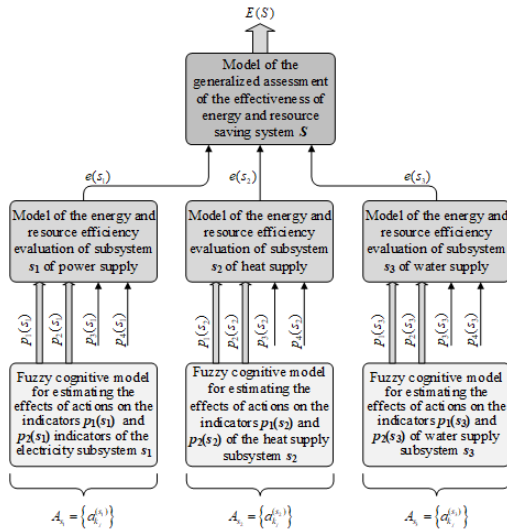 E(S)
Model of the
generalized assessment
of the effectiveness of
energy and resource
saving system S
e(s₁)
e(s₂)
e(s₃)
Model of the energy and
resource efficiency
evaluation of subsystem
s₁ of power supply
Model of the energy and
resource efficiency
evaluation of subsystem
s₂ of heat supply
Model of the energy and
resource efficiency
evaluation of subsystem
s₃ of water supply
p₁(s₁)
p₂(s₁)
p₃(s₁)
p₄(s₁)
p₁(s₂)
p₂(s₂)
p₃(s₂)
p₄(s₂)
p₁(s₃)
p₂(s₃)
p₃(s₃)
p₄(s₃)
Fuzzy cognitive model
for estimating the
effects of actions on the
indicators p1(s1) and
p2(s1) indicators of the
electricity subsystem s₁
Fuzzy cognitive model
for estimating the
effects of actions on the
indicators p1(s2) and
p2(s2) of the heat supply
subsystem s₂
Fuzzy cognitive model
for estimating the
effects of actions on the
indicators p1(s3) and
p2(s3) of water supply
subsystem s₃